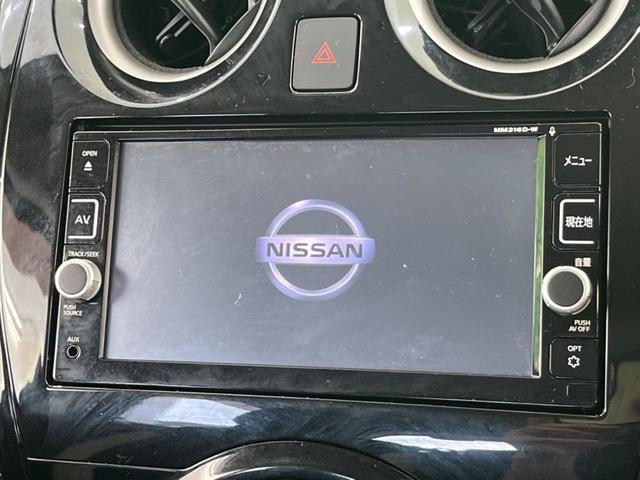 MM316D-W
OPEN
AV
TRACK/SEEK
PUSH
SOURCE
AUX
NISSAN
メニュー
現在地
音量
PUSH
AV OFF
OPT